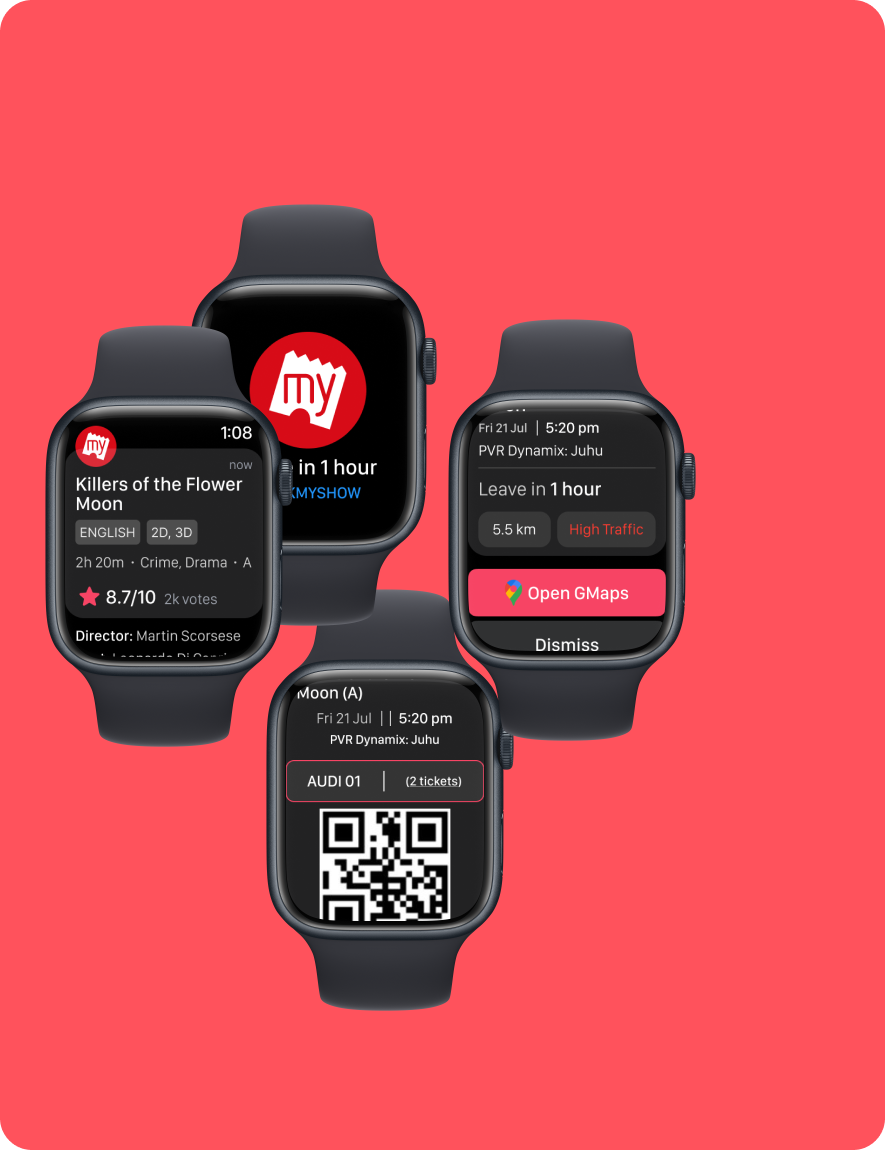 my
in 1 hour
KMYSHOW
my
1:08
now
Killers of the Flower
Moon
ENGLISH 2D, 3D
2h 20m · Crime, Drama · A
8.7/10 2k votes
Director: Martin Scorsese
Fri 21 Jul | 5:20 pm
PVR Dynamix: Juhu
Leave in 1 hour
5.5 km High Traffic
Open GMaps
Dismiss
Moon (A)
Fri 21 Jul || 5:20 pm
PVR Dynamix: Juhu
AUDI 01 | (2 tickets)